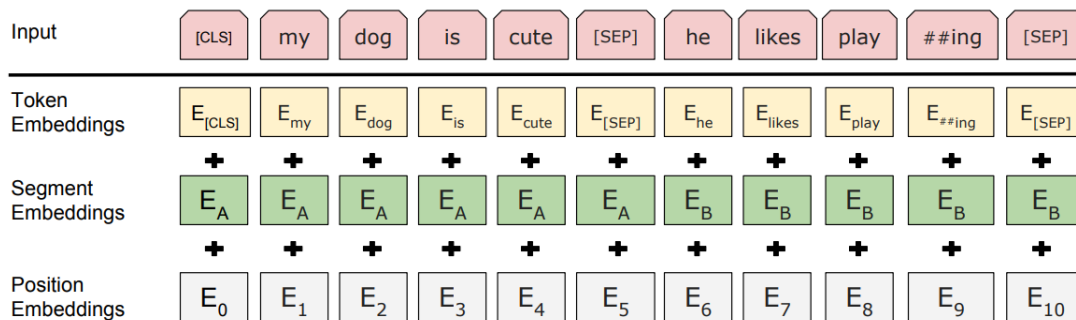 Input [CLS] my dog is cute [SEP] he likes play ##ing [SEP]
Token
Embeddings
E[CLS] Emy Edog Eis Ecute E[SEP] Ehe Elikes Eplay E##ing E[SEP]
+ + + + + + + + + + +
Segment
Embeddings
EA EA EA EA EA EA EB EB EB EB EB
+ + + + + + + + + + +
Position
Embeddings
E0 E1 E2 E3 E4 E5 E6 E7 E8 E9 E10